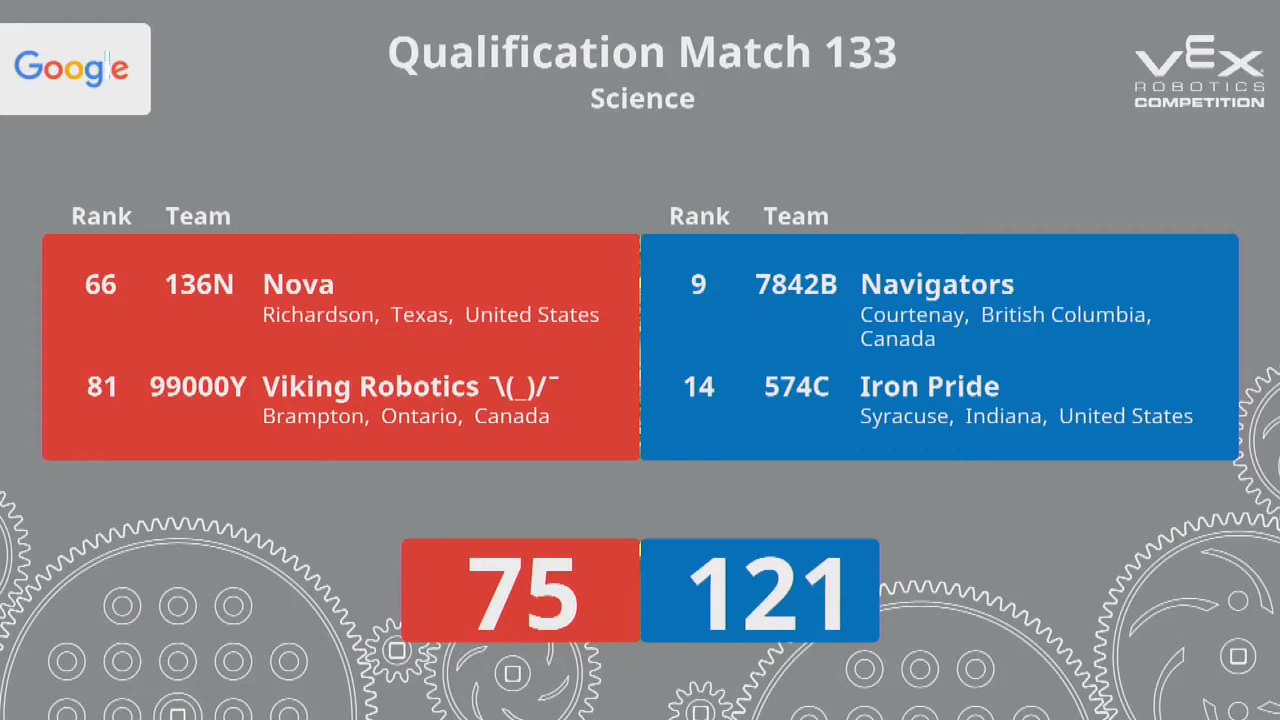 Google
Qualification Match 133
Science
VEX
ROBOTICS
COMPETITION
Rank Team
66 136N Nova
Richardson, Texas, United States
81 99000Y Viking Robotics ¯\(_)/¯
Brampton, Ontario, Canada
Rank Team
9 7842B Navigators
Courtenay, British Columbia,
Canada
14 574C Iron Pride
Syracuse, Indiana, United States
75 121